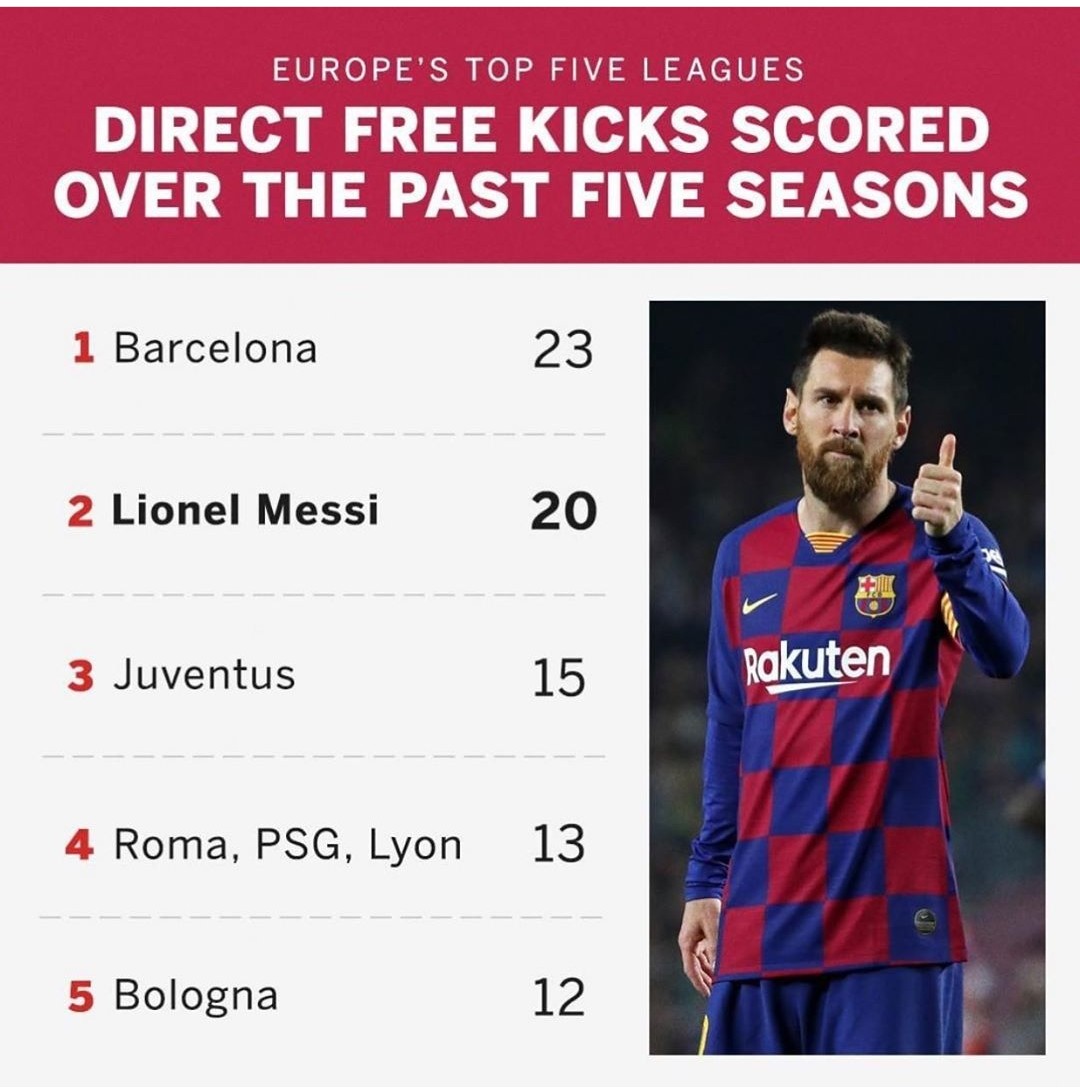 EUROPE'S TOP FIVE LEAGUES
DIRECT FREE KICKS SCORED
OVER THE PAST FIVE SEASONS
1 Barcelona 23
2 Lionel Messi 20
3 Juventus 15
4 Roma, PSG, Lyon 13
5 Bologna 12
Rakuten